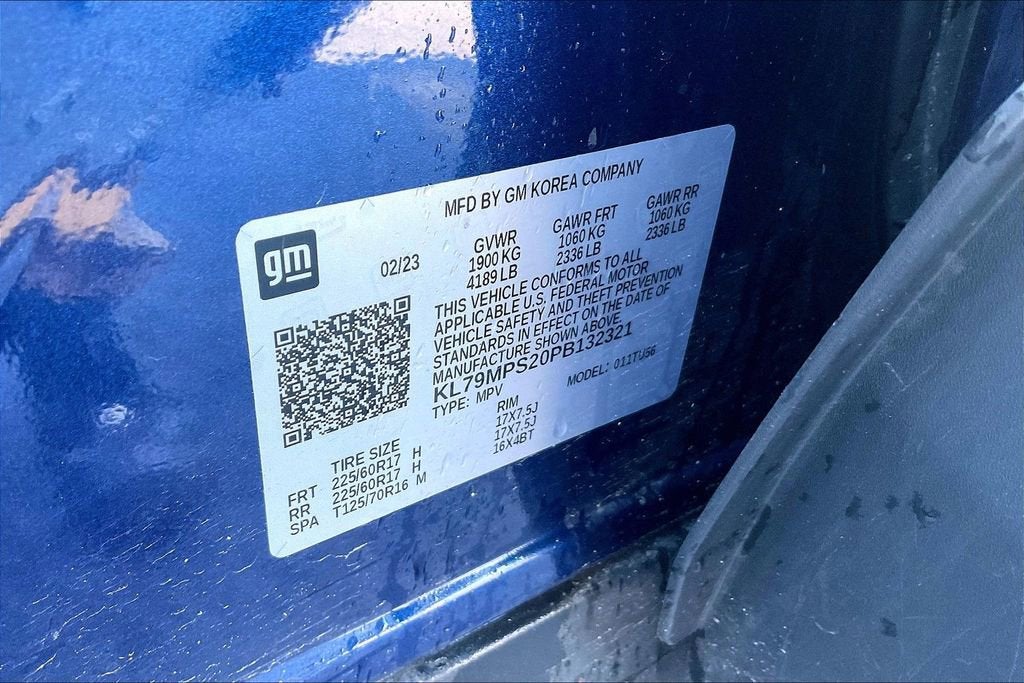 MFD BY GM KOREA COMPANY
gm
02/23
GVWR GAWR FRT GAWR RR
1900 KG 1060 KG 1060 KG
4189 LB 2336 LB 2336 LB
THIS VEHICLE CONFORMS TO ALL
APPLICABLE U.S. FEDERAL MOTOR
VEHICLE SAFETY AND THEFT PREVENTION
STANDARDS IN EFFECT ON THE DATE OF
MANUFACTURE SHOWN ABOVE.
KL79MPS20PB132321
TYPE: MPV MODEL: 011TU56
TIRE SIZE RIM
FRT 225/60R17 H 17X7.5J
RR 225/60R17 H 17X7.5J
SPA T125/70R16 M 16X4BT